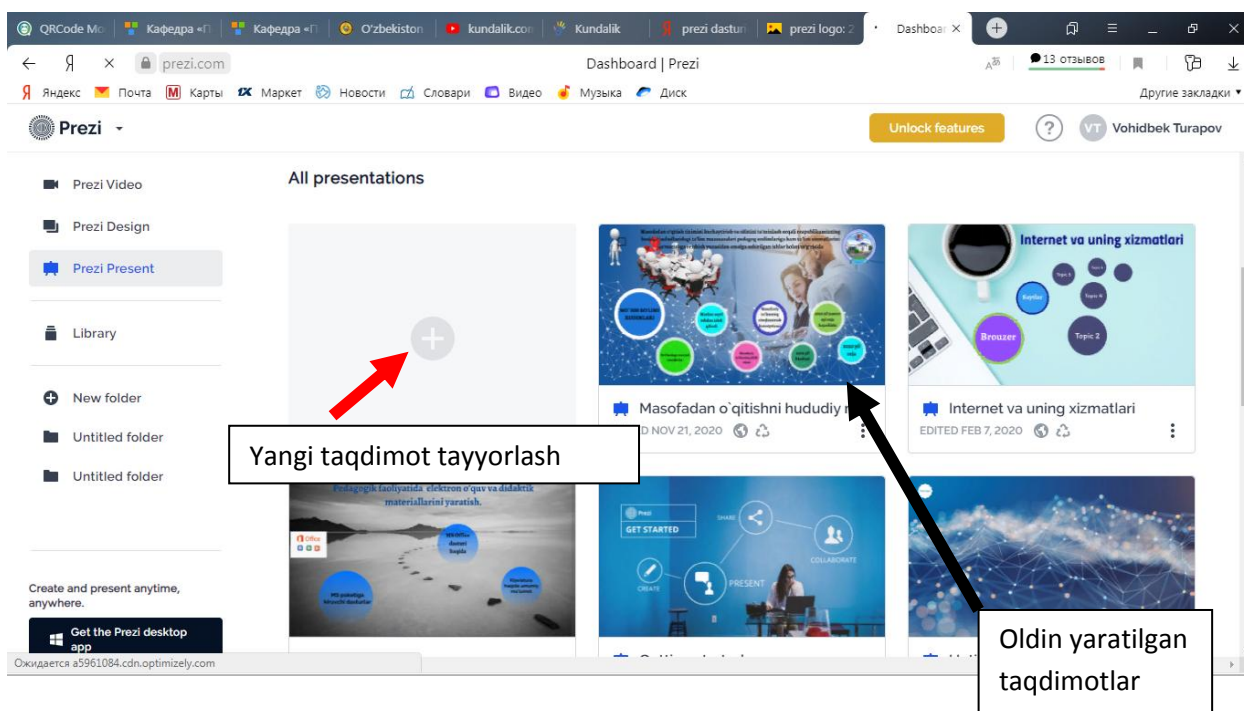 QRCode Mo
Кафедра «П
Кафедра «П
O'zbekiston
kundalik.con
Kundalik
prezi dasturi
prezi logo: 2
Dashboar
prezi.com
Dashboard | Prezi
13 отзывов
Яндекс Почта Карты Маркет Новости Словари Видео Музыка Диск
Другие закладки
Prezi
Unlock features
?
VT Vohidbek Turapov
Prezi Video
Prezi Design
Prezi Present
Library
New folder
Untitled folder
Untitled folder
Create and present anytime,
anywhere.
Get the Prezi desktop
app
Ожидается a5961084.cdn.optimizely.com
All presentations
Yangi taqdimot tayyorlash
Masofadan o`qitishni hududiy
D NOV 21, 2020
Internet va uning xizmatlari
Brouzer
Topic 2
Internet va uning xizmatlari
EDITED FEB 7, 2020
Pedagogik faoliyatida elektron o'quv va didaktik
materiallarini yaratish.
Office
Prezi
GET STARTED
SHARE
COLLABORATE
CREATE
PRESENT
Oldin yaratilgan
taqdimotlar